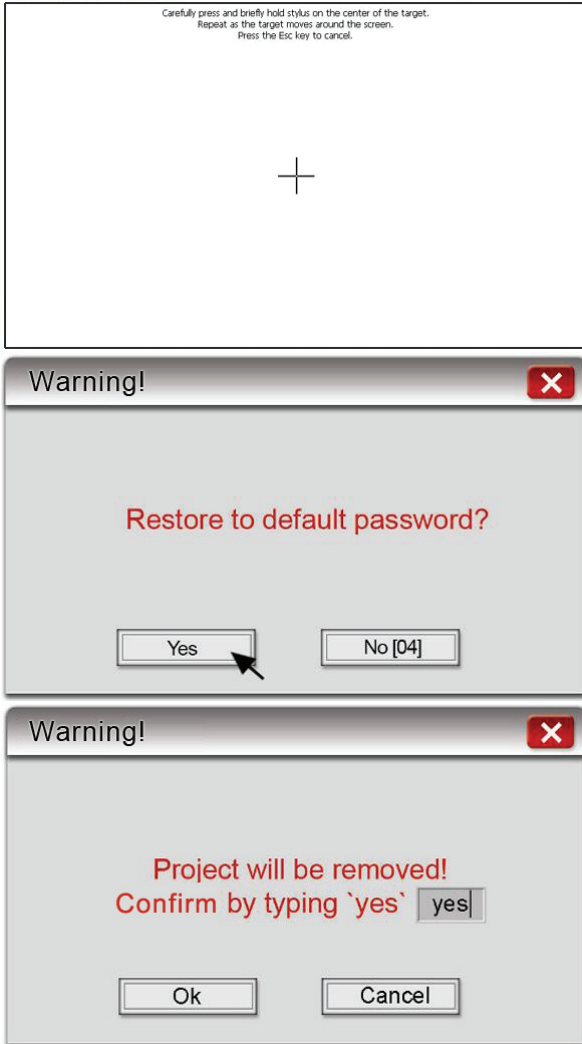 Carefully press and briefly hold stylus on the center of the target.
Repeat as the target moves around the screen.
Press the Esc key to cancel.
Warning!
Restore to default password?
Yes
No [04]
Warning!
Project will be removed!
Confirm by typing `yes` yes
Ok
Cancel